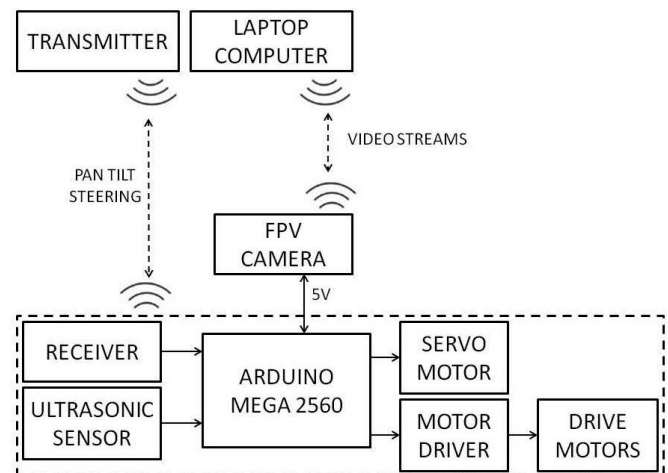 TRANSMITTER
LAPTOP
COMPUTER
PAN TILT
STEERING
VIDEO STREAMS
FPV
CAMERA
5V
RECEIVER
ULTRASONIC
SENSOR
ARDUINO
MEGA 2560
SERVO
MOTOR
MOTOR
DRIVER
DRIVE
MOTORS